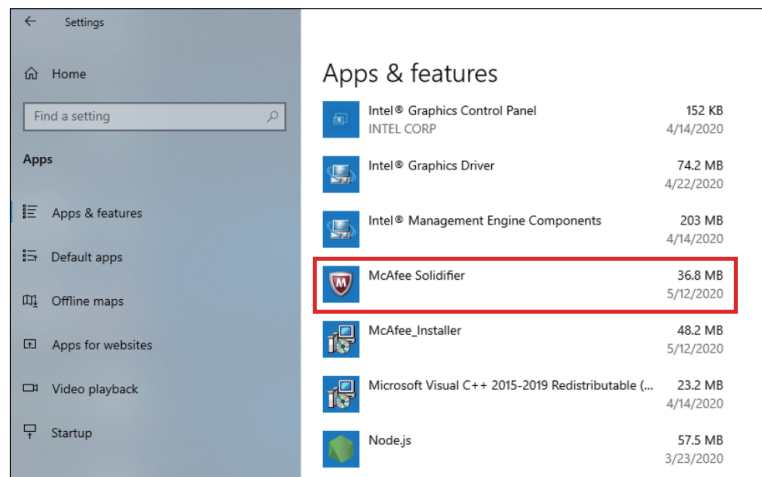 Settings
Home
Find a setting
Apps
Apps & features
Default apps
Offline maps
Apps for websites
Video playback
Startup
Apps & features
Intel® Graphics Control Panel 152 KB
INTEL CORP 4/14/2020
Intel® Graphics Driver 74.2 MB
4/22/2020
Intel® Management Engine Components 203 MB
4/14/2020
McAfee Solidifier 36.8 MB
5/12/2020
McAfee_Installer 48.2 MB
5/12/2020
Microsoft Visual C++ 2015-2019 Redistributable (... 23.2 MB
4/14/2020
Node.js 57.5 MB
3/23/2020